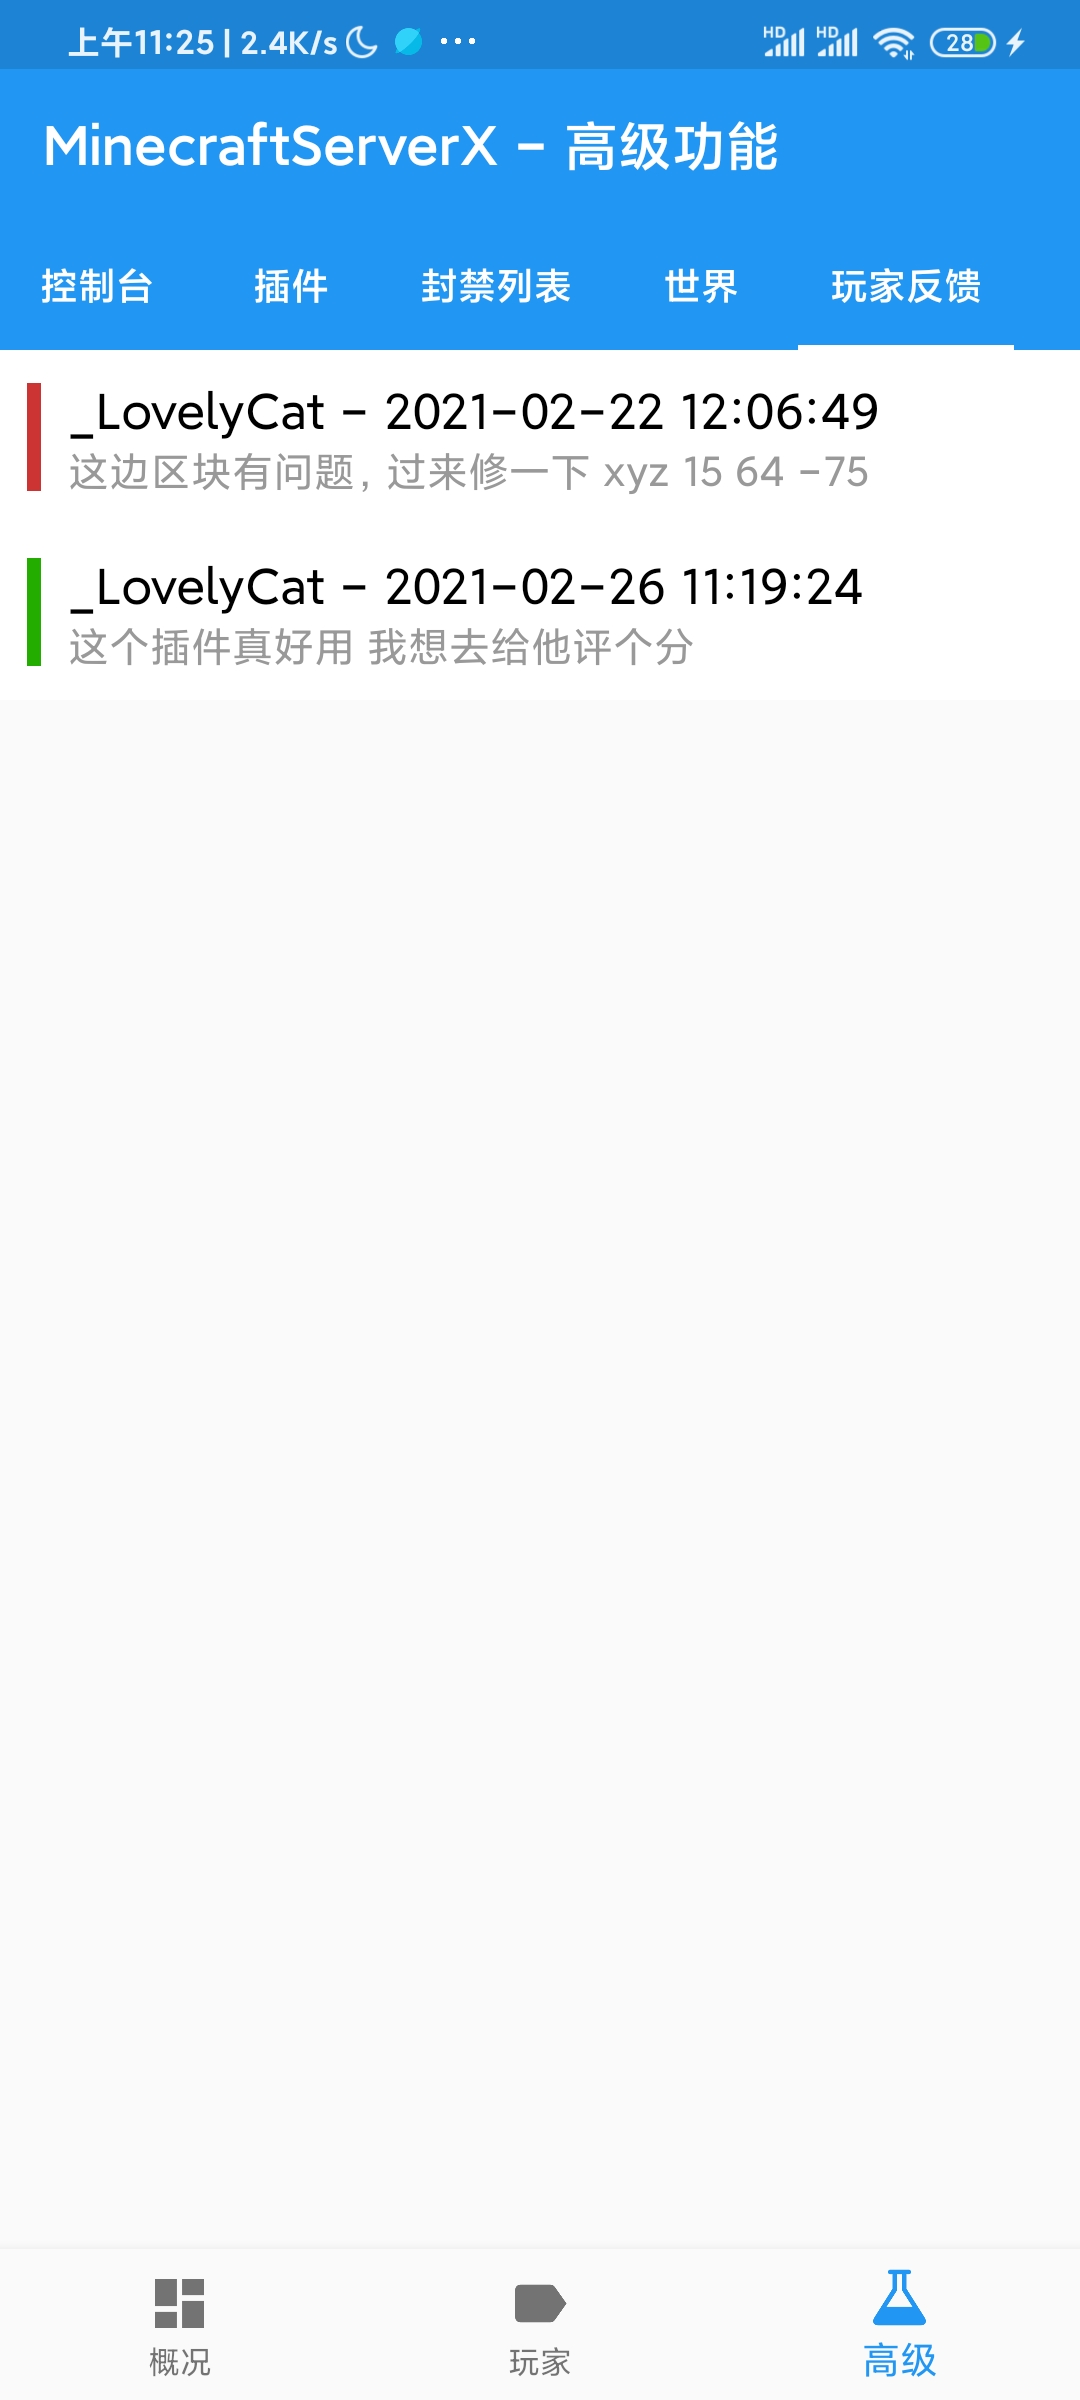 上午11:25 | 2.4K/s ...
HD HD 28
MinecraftServerX - 高级功能
控制台 插件 封禁列表 世界 玩家反馈
_LovelyCat - 2021-02-22 12:06:49
这边区块有问题，过来修一下 xyz 15 64 -75
_LovelyCat - 2021-02-26 11:19:24
这个插件真好用 我想去给他评个分
概况 玩家 高级